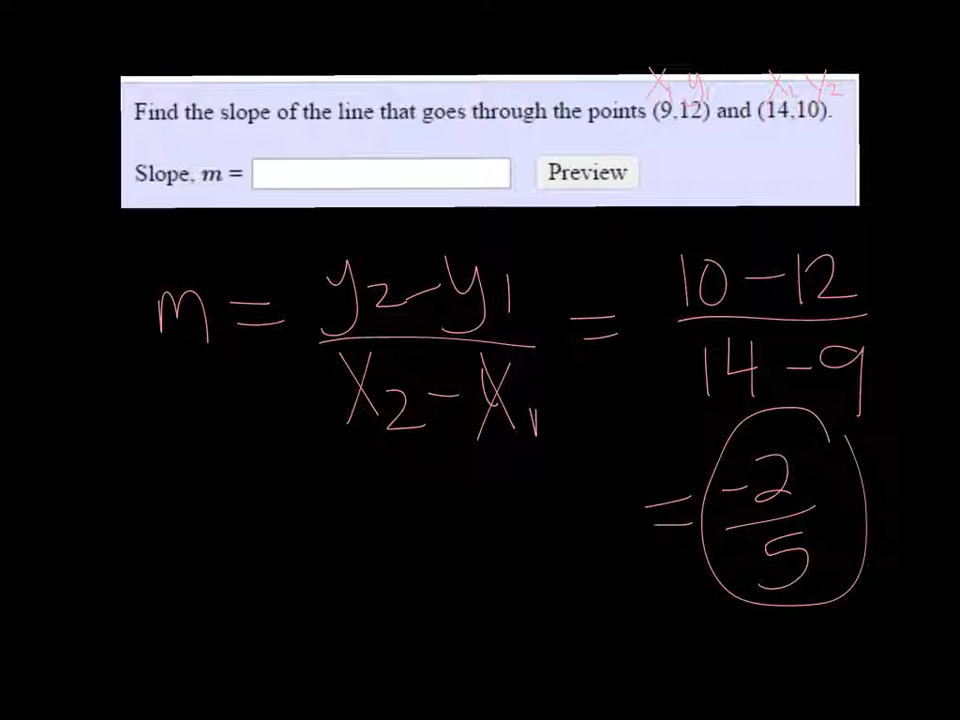 x₁ y₁ x₂ y₂
Find the slope of the line that goes through the points (9,12) and (14,10).
Slope, m = Preview
m = y₂-y₁ / x₂-x₁ = 10-12 / 14-9
= -2/5